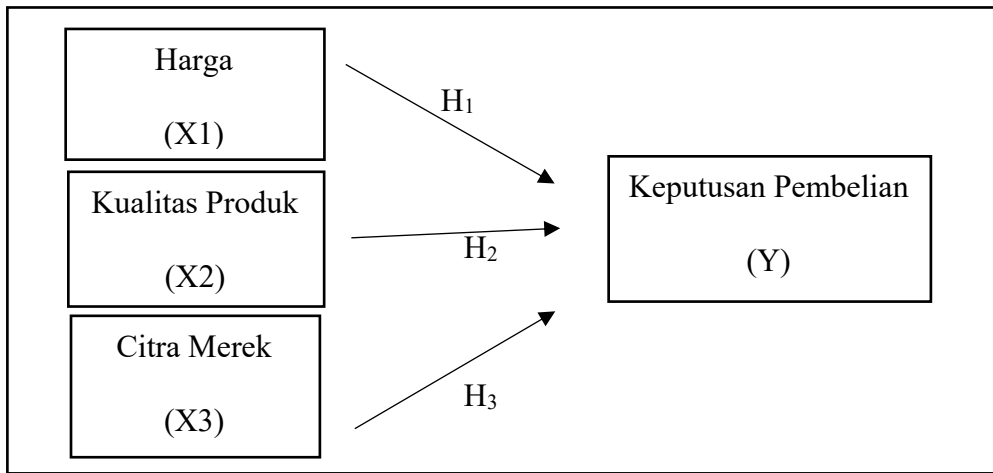 Harga
(X1)
H₁
Kualitas Produk
(X2)
H₂
Citra Merek
(X3)
H₃
Keputusan Pembelian
(Y)